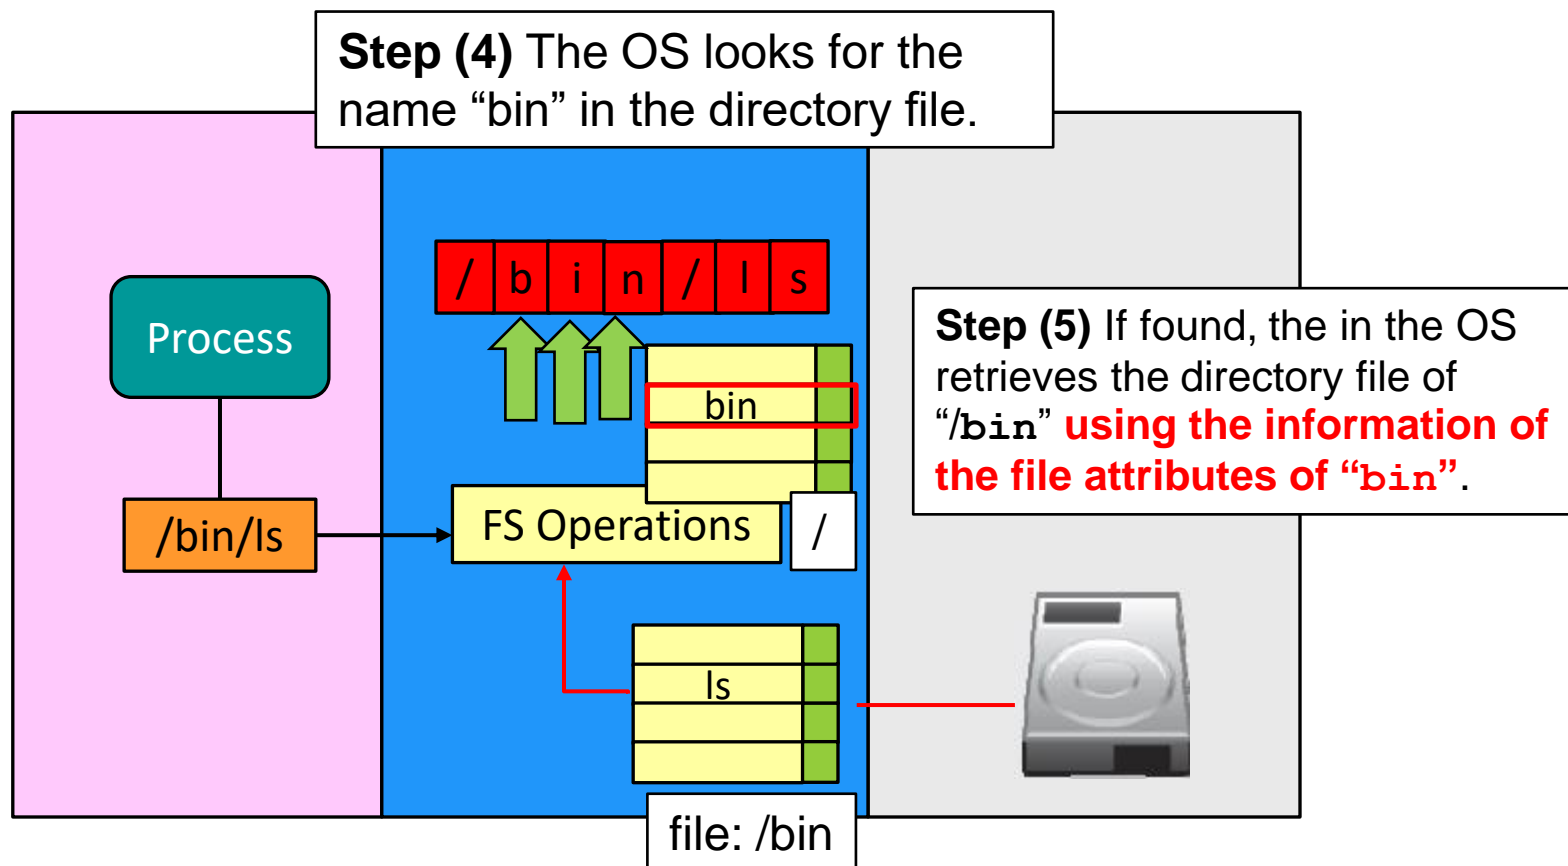 Step (4) The OS looks for the
name “bin” in the directory file.
/ b i n / l s
Process
bin
Step (5) If found, the in the OS
retrieves the directory file of
“/bin” using the information of
the file attributes of “bin”.
/bin/ls
FS Operations
/
ls
file: /bin